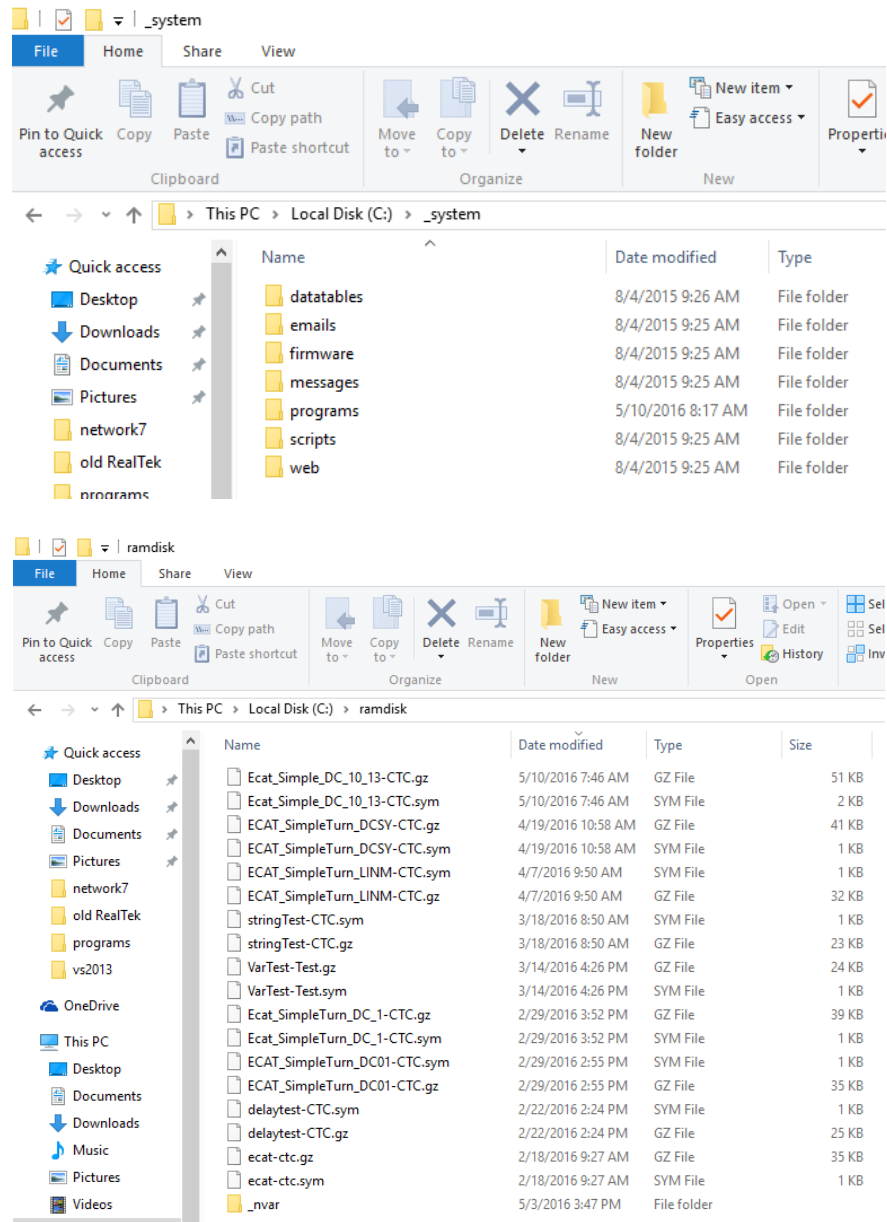 _system
File Home Share View
Pin to Quick access
Copy
Paste
Cut
Copy path
Paste shortcut
Clipboard
Move to
Copy to
Delete
Rename
Organize
New folder
New item
Easy access
New
This PC > Local Disk (C:) > _system
Name Date modified Type
Quick access
Desktop
Downloads
Documents
Pictures
network7
old RealTek
programs
datatables 8/4/2015 9:26 AM File folder
emails 8/4/2015 9:25 AM File folder
firmware 8/4/2015 9:25 AM File folder
messages 8/4/2015 9:25 AM File folder
programs 5/10/2016 8:17 AM File folder
scripts 8/4/2015 9:25 AM File folder
web 8/4/2015 9:25 AM File folder
ramdisk
File Home Share View
Pin to Quick access
Copy
Paste
Cut
Copy path
Paste shortcut
Clipboard
Move to
Copy to
Delete
Rename
Organize
New folder
New item
Easy access
New
Properties
Open
Edit
History
Open
This PC > Local Disk (C:) > ramdisk
Name Date modified Type Size
Quick access
Desktop
Downloads
Documents
Pictures
network7
old RealTek
programs
vs2013
OneDrive
This PC
Desktop
Documents
Downloads
Music
Pictures
Videos
Ecat_Simple_DC_10_13-CTC.gz 5/10/2016 7:46 AM GZ File 51 KB
Ecat_Simple_DC_10_13-CTC.sym 5/10/2016 7:46 AM SYM File 2 KB
ECAT_SimpleTurn_DCSY-CTC.gz 4/19/2016 10:58 AM GZ File 41 KB
ECAT_SimpleTurn_DCSY-CTC.sym 4/19/2016 10:58 AM SYM File 1 KB
ECAT_SimpleTurn_LINM-CTC.sym 4/7/2016 9:50 AM SYM File 1 KB
ECAT_SimpleTurn_LINM-CTC.gz 4/7/2016 9:50 AM GZ File 32 KB
stringTest-CTC.sym 3/18/2016 8:50 AM SYM File 1 KB
stringTest-CTC.gz 3/18/2016 8:50 AM GZ File 23 KB
VarTest-Test.gz 3/14/2016 4:26 PM GZ File 24 KB
VarTest-Test.sym 3/14/2016 4:26 PM SYM File 1 KB
Ecat_SimpleTurn_DC_1-CTC.gz 2/29/2016 3:52 PM GZ File 39 KB
Ecat_SimpleTurn_DC_1-CTC.sym 2/29/2016 3:52 PM SYM File 1 KB
ECAT_SimpleTurn_DC01-CTC.sym 2/29/2016 2:55 PM SYM File 1 KB
ECAT_SimpleTurn_DC01-CTC.gz 2/29/2016 2:55 PM GZ File 35 KB
delaytest-CTC.sym 2/22/2016 2:24 PM SYM File 1 KB
delaytest-CTC.gz 2/22/2016 2:24 PM GZ File 25 KB
ecat-ctc.gz 2/18/2016 9:27 AM GZ File 35 KB
ecat-ctc.sym 2/18/2016 9:27 AM SYM File 1 KB
_nvar 5/3/2016 3:47 PM File folder